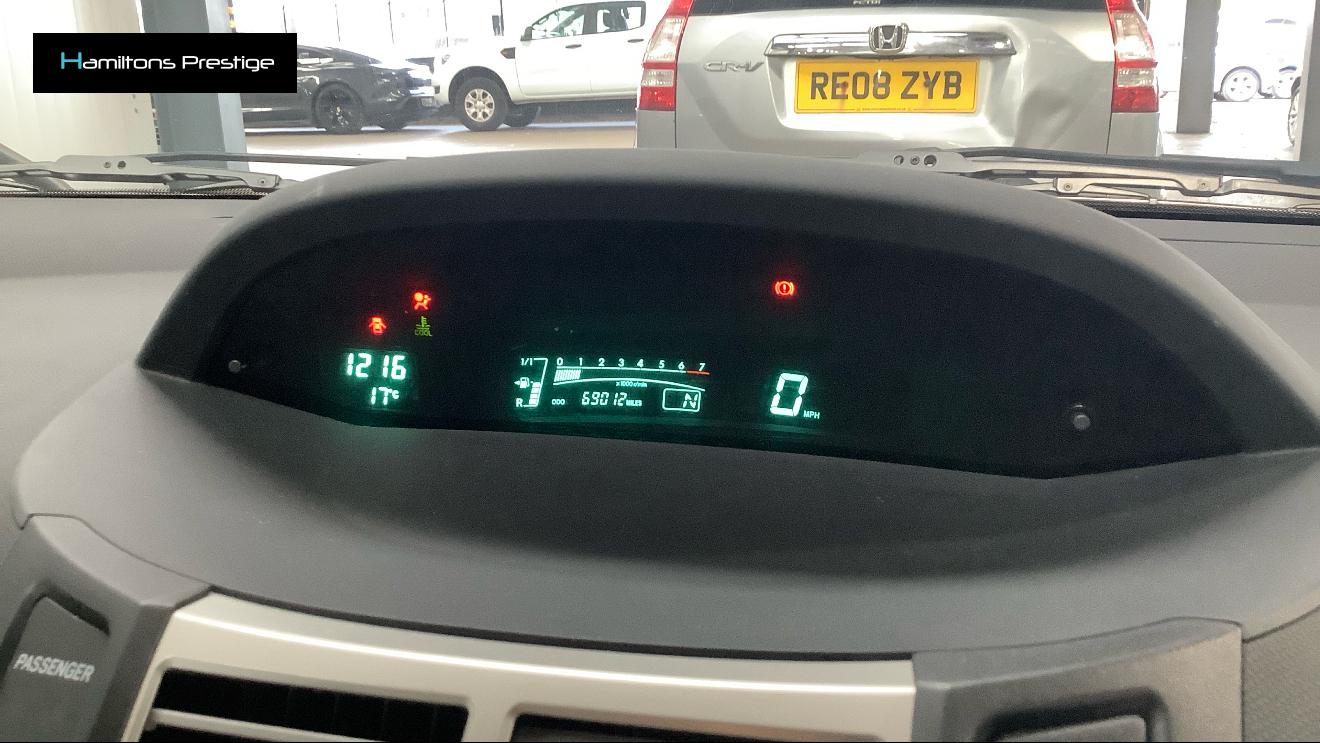 Hamiltons Prestige
CR-V
RE08 ZYB
COOL
1216
17°C
1/1
R
0 1 2 3 4 5 6 7
x1000r/min
ODO 69012 MILES
N
0 MPH
PASSENGER